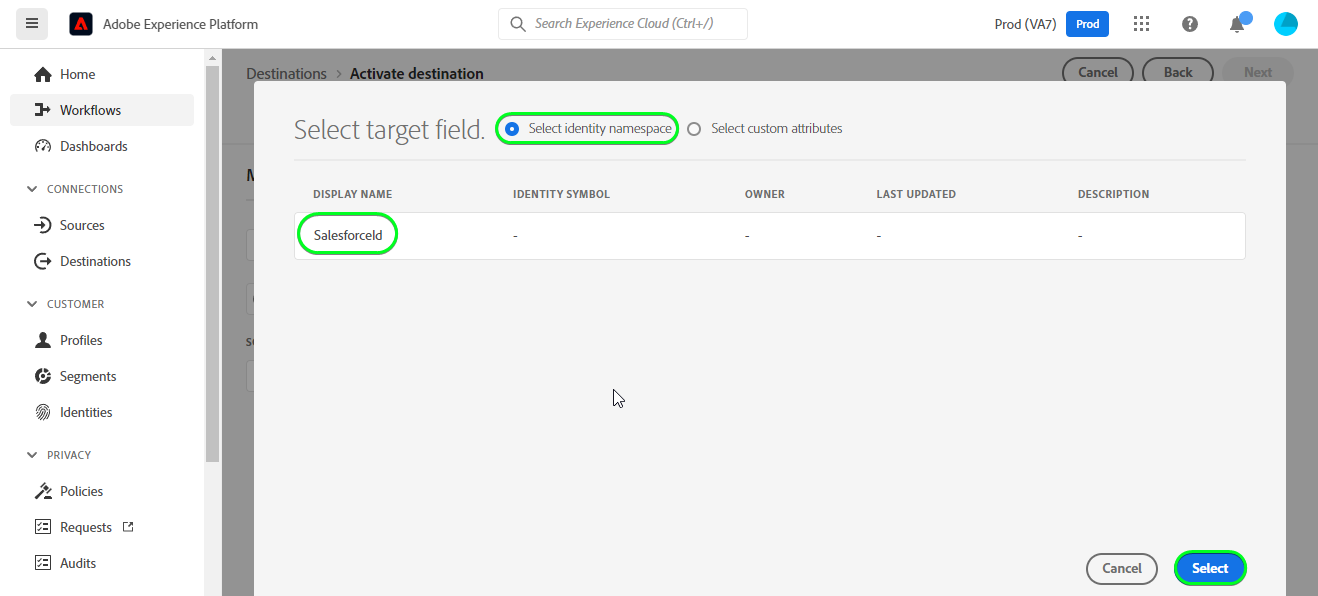 Adobe Experience Platform
Search Experience Cloud (Ctrl+/)
Prod (VA7)
Prod
Home
Workflows
Dashboards
CONNECTIONS
Sources
Destinations
CUSTOMER
Profiles
Segments
Identities
PRIVACY
Policies
Requests
Audits
Destinations > Activate destination
Cancel
Back
Next
Select target field.
Select identity namespace
Select custom attributes
DISPLAY NAME IDENTITY SYMBOL OWNER LAST UPDATED DESCRIPTION
SalesforceId - - - -
Cancel
Select